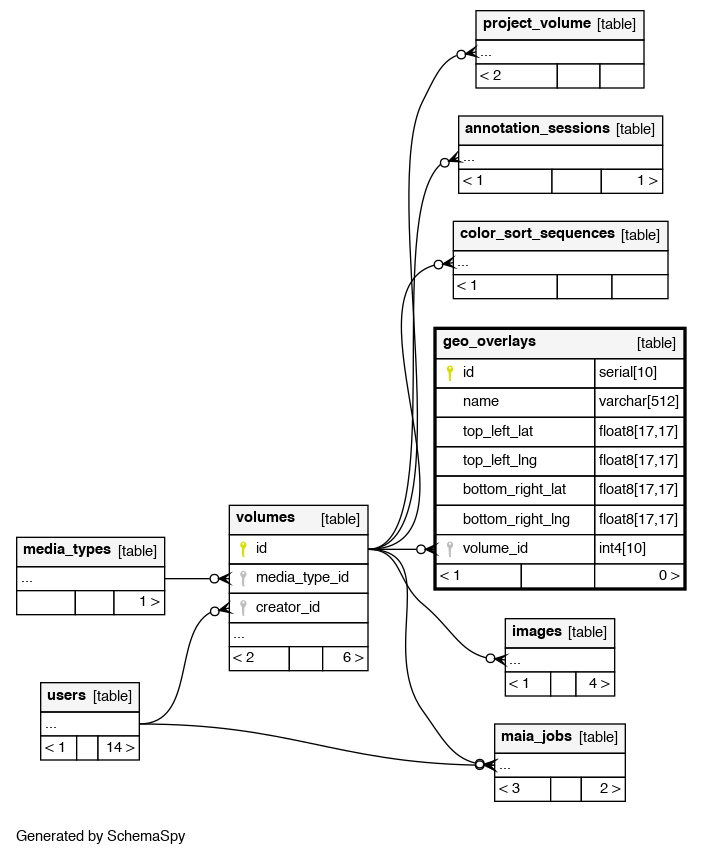 project_volume [table]
...
< 2
annotation_sessions [table]
...
< 1 1 >
color_sort_sequences [table]
...
< 1
geo_overlays [table]
id serial[10]
name varchar[512]
top_left_lat float8[17,17]
top_left_lng float8[17,17]
bottom_right_lat float8[17,17]
bottom_right_lng float8[17,17]
volume_id int4[10]
< 1 0 >
volumes [table]
id
media_type_id
creator_id
...
< 2 6 >
media_types [table]
...
1 >
images [table]
...
< 1 4 >
users [table]
...
< 1 14 >
maia_jobs [table]
...
< 3 2 >
Generated by SchemaSpy